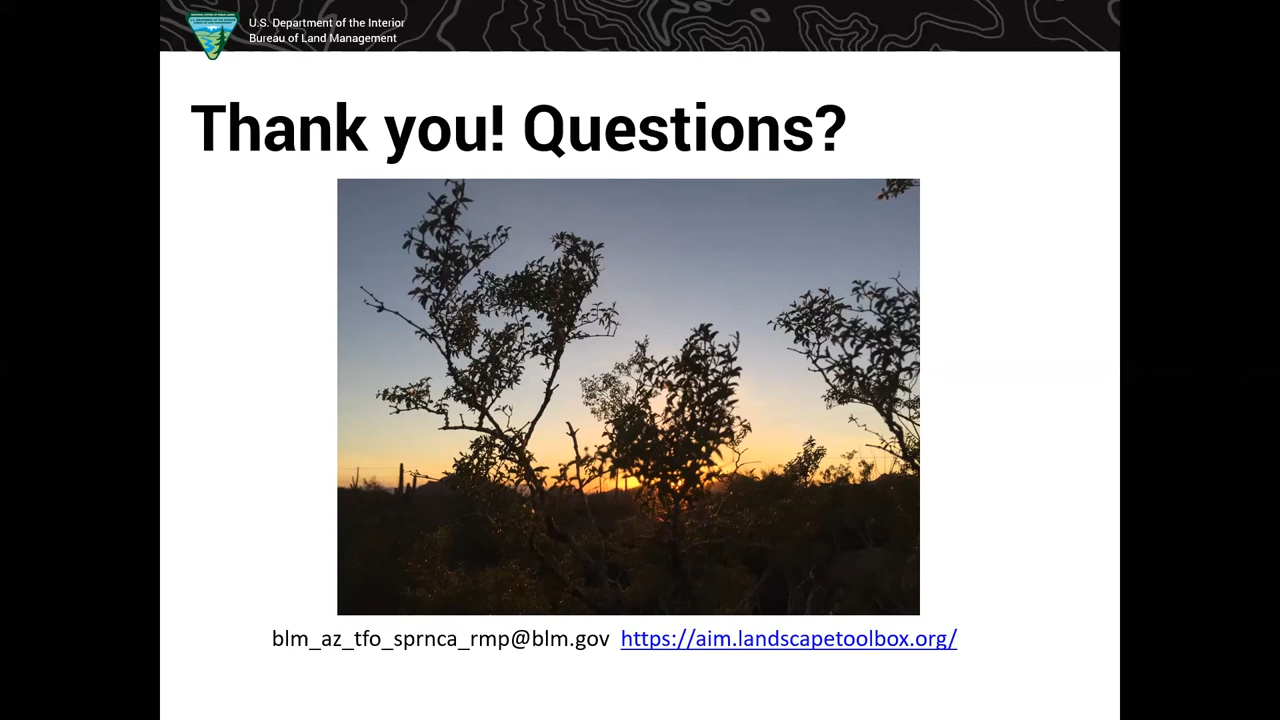 U.S. Department of the Interior
Bureau of Land Management
Thank you! Questions?
blm_az_tfo_sprnca_rmp@blm.gov https://aim.landscapetoolbox.org/